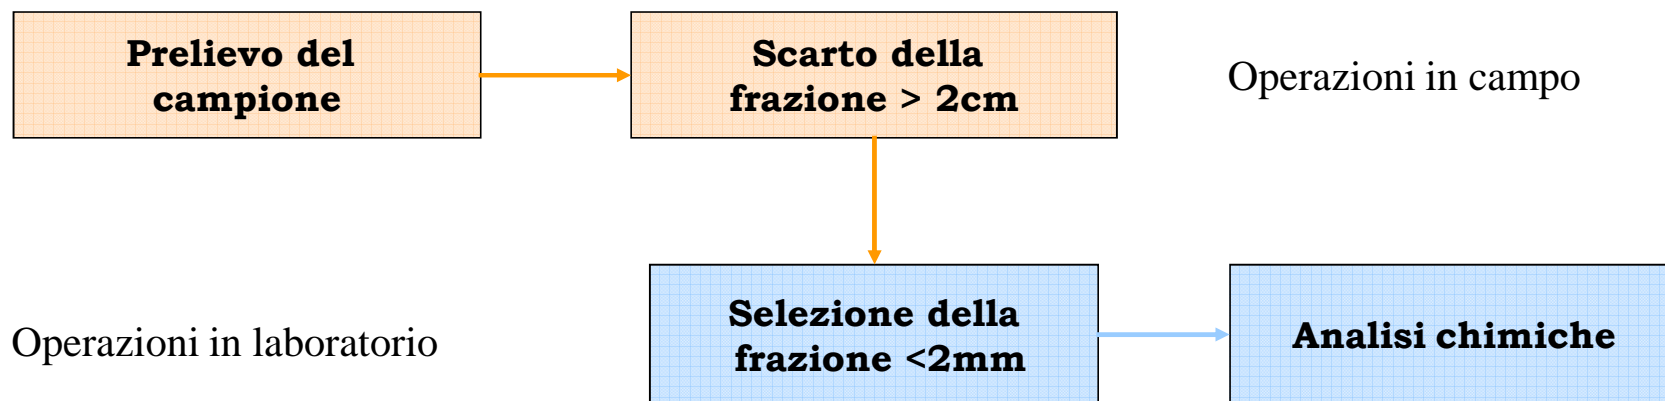 Prelievo del
campione
Scarto della
frazione > 2cm
Operazioni in campo
Operazioni in laboratorio
Selezione della
frazione <2mm
Analisi chimiche